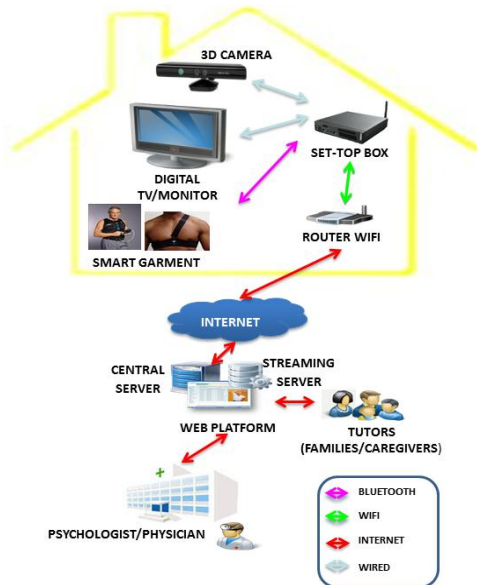 3D CAMERA
SET-TOP BOX
DIGITAL
TV/MONITOR
ROUTER WIFI
SMART GARMENT
INTERNET
CENTRAL
SERVER
STREAMING
SERVER
WEB PLATFORM
TUTORS
(FAMILIES/CAREGIVERS)
PSYCHOLOGIST/PHYSICIAN
BLUETOOTH
WIFI
INTERNET
WIRED